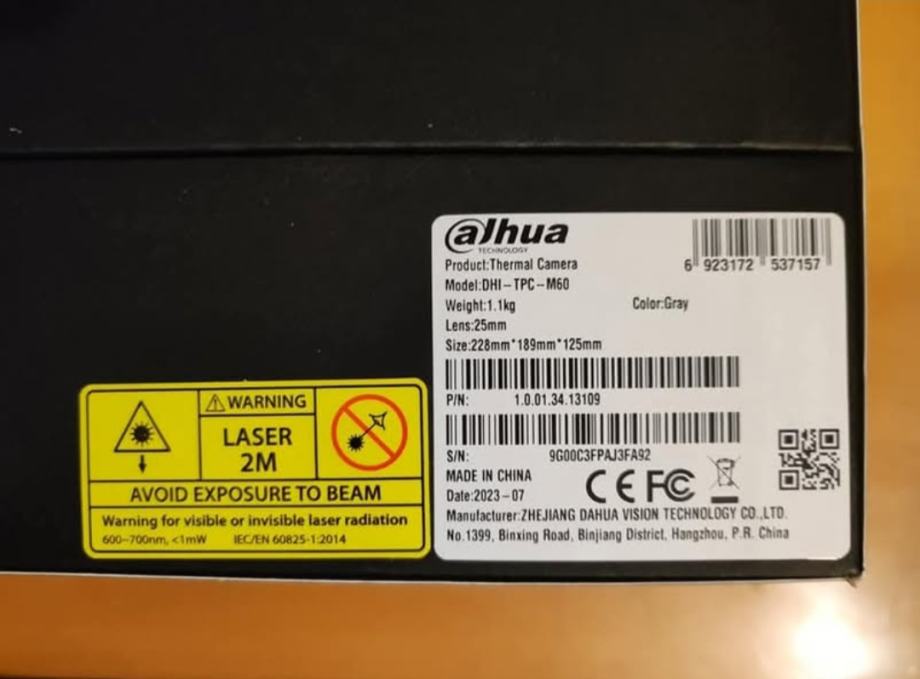 alhua
TECHNOLOGY
6 923172 537157
Product:Thermal Camera
Model:DHI-TPC-M60
Weight:1.1kg Color:Gray
Lens:25mm
Size:228mm*189mm*125mm
P/N: 1.0.01.34.13109
S/N: 9G00C3FPAJ3FA92
MADE IN CHINA
CE FC
Date:2023-07
Manufacturer:ZHEJIANG DAHUA VISION TECHNOLOGY CO.,LTD.
No.1399, Binxing Road, Binjiang District, Hangzhou, P.R. China
WARNING
LASER
2M
AVOID EXPOSURE TO BEAM
Warning for visible or invisible laser radiation
600~700nm, <1mW IEC/EN 60825-1:2014